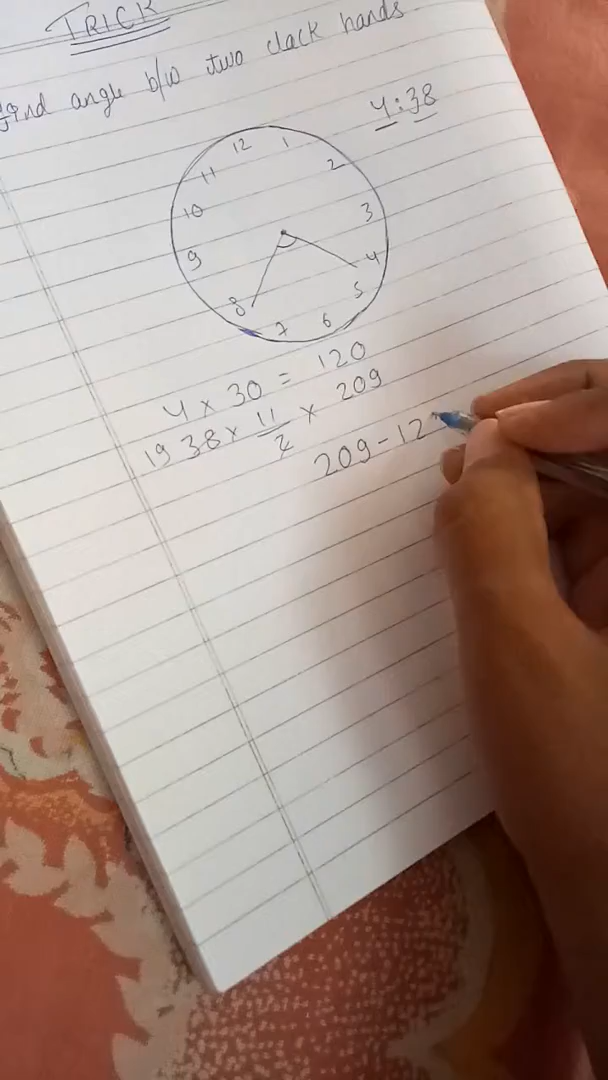 TRICK
find angle b/w two clack hands
4:38
12 1
11 2
10 3
9 4
8 5
7 6
4 × 30 = 120
19 38 × 11/2 × 209
209 - 12